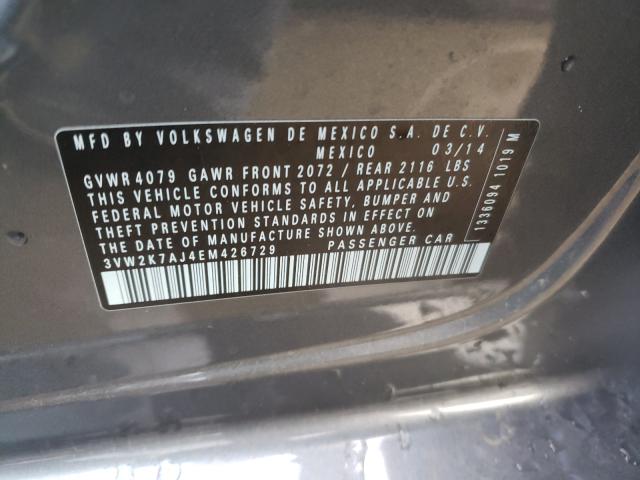 MFD BY VOLKSWAGEN DE MEXICO S.A. DE C.V.
MEXICO 03/14
GVWR 4079 GAWR FRONT 2072 / REAR 2116 LBS
THIS VEHICLE CONFORMS TO ALL APPLICABLE U.S.
FEDERAL MOTOR VEHICLE SAFETY, BUMPER AND
THEFT PREVENTION STANDARDS IN EFFECT ON
THE DATE OF MANUFACTURE SHOWN ABOVE.
3VW2K7AJ4EM426729 PASSENGER CAR
1336094 1019 M